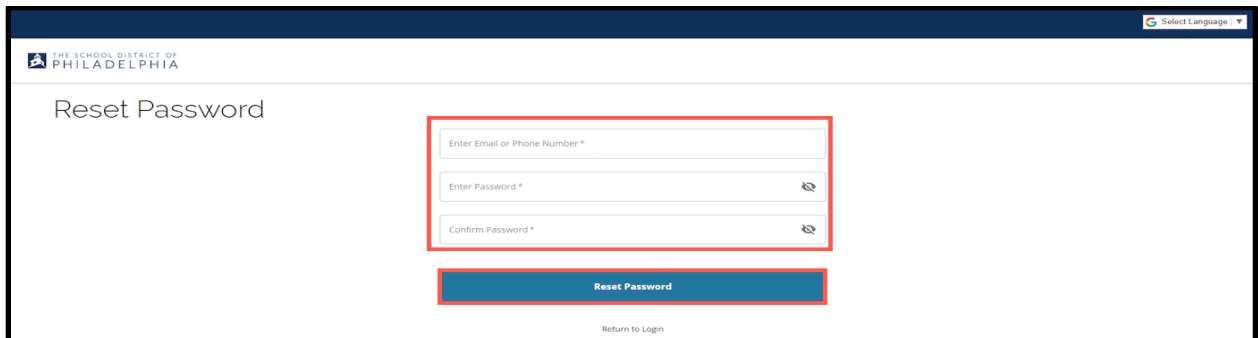 Select Language ▼
THE SCHOOL DISTRICT OF
PHILADELPHIA
Reset Password
Enter Email or Phone Number *
Enter Password *
Confirm Password *
Reset Password
Return to Login